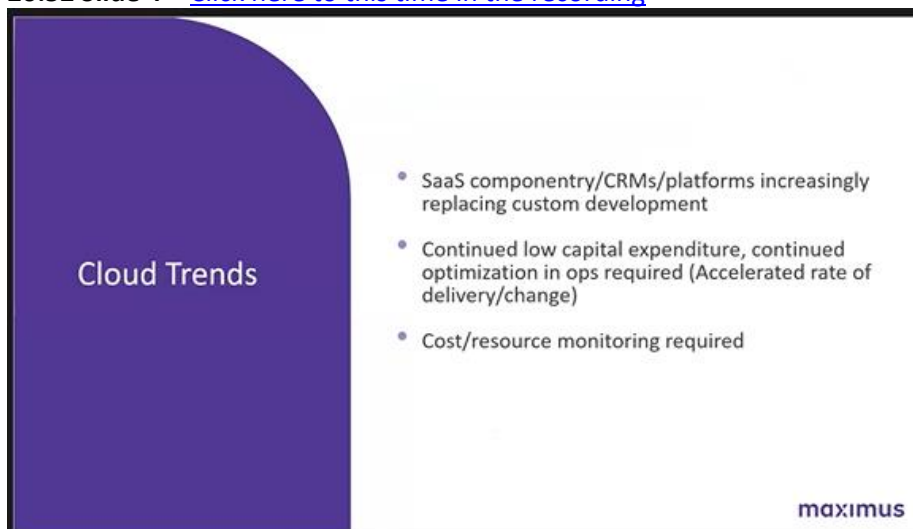 Cloud Trends
• SaaS componentry/CRMs/platforms increasingly
replacing custom development
• Continued low capital expenditure, continued
optimization in ops required (Accelerated rate of
delivery/change)
• Cost/resource monitoring required
maximus